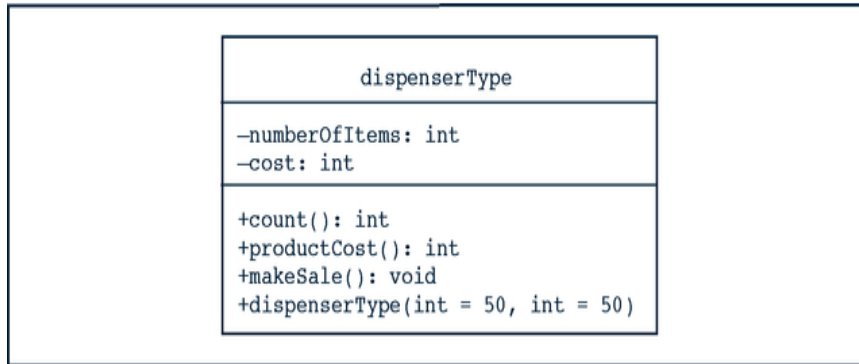 dispenserType
–numberOfItems: int
–cost: int
+count(): int
+productCost(): int
+makeSale(): void
+dispenserType(int = 50, int = 50)